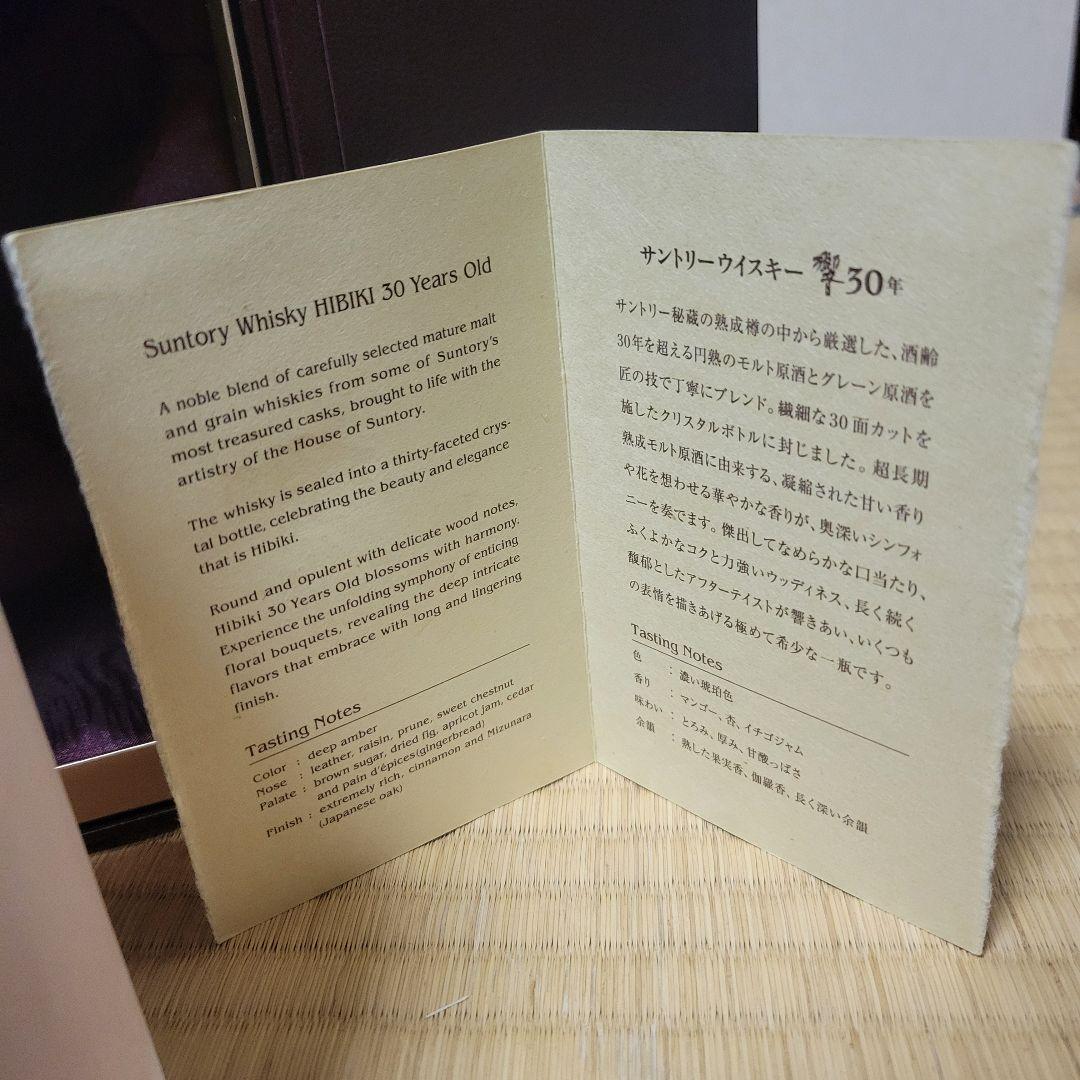 Suntory Whisky HIBIKI 30 Years Old
A noble blend of carefully selected mature malt
and grain whiskies from some of Suntory's
most treasured casks, brought to life with the
artistry of the House of Suntory.
The whisky is sealed into a thirty-faceted crys-
tal bottle, celebrating the beauty and elegance
that is Hibiki.
Round and opulent with delicate wood notes,
Hibiki 30 Years Old blossoms with harmony.
Experience the unfolding symphony of enticing
floral bouquets, revealing the deep intricate
flavors that embrace with long and lingering
finish.
Tasting Notes
Color : deep amber
Nose : leather, raisin, prune, sweet chestnut
Palate : brown sugar, dried fig, apricot jam, cedar
and pain d'épices(gingerbread)
Finish : extremely rich, cinnamon and Mizunara
(Japanese oak)
サントリーウイスキー 響30年
サントリー秘蔵の熟成樽の中から厳選した、酒齢
30年を超える円熟のモルト原酒とグレーン原酒を
匠の技で丁寧にブレンド。繊細な30面カットを
施したクリスタルボトルに封じました。超長期
熟成モルト原酒に由来する、凝縮された甘い香り
や花を想わせる華やかな香りが、奥深いシンフォ
ニーを奏でます。傑出してなめらかな口当たり、
ふくよかなコクと力強いウッディネス、長く続く
馥郁としたアフターテイストが響きあい、いくつも
の表情を描きあげる極めて希少な一瓶です。
Tasting Notes
色 : 濃い琥珀色
香り : マンゴー、杏、イチゴジャム
味わい : とろみ、厚み、甘酸っぱさ
余韻 : 熟した果実香、伽羅香、長く深い余韻